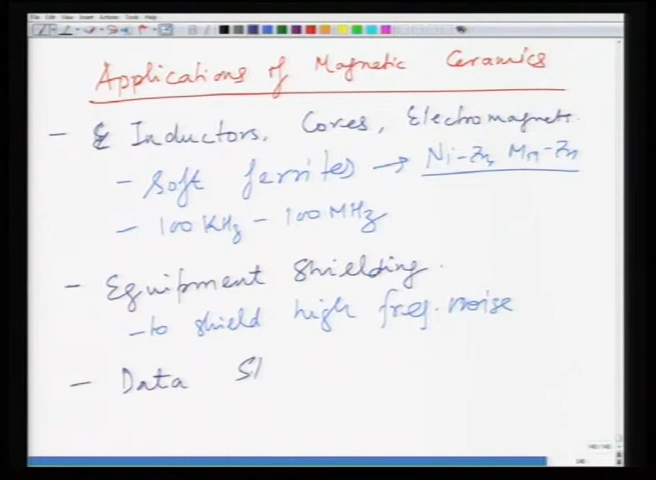 Applications of Magnetic Ceramics
- Inductors, Cores, Electromagnets.
- Soft ferrites → Ni-Zn, Mn-Zn
- 100 KHz - 100 MHz
- Equipment Shielding.
- to shield high freq. noise
- Data